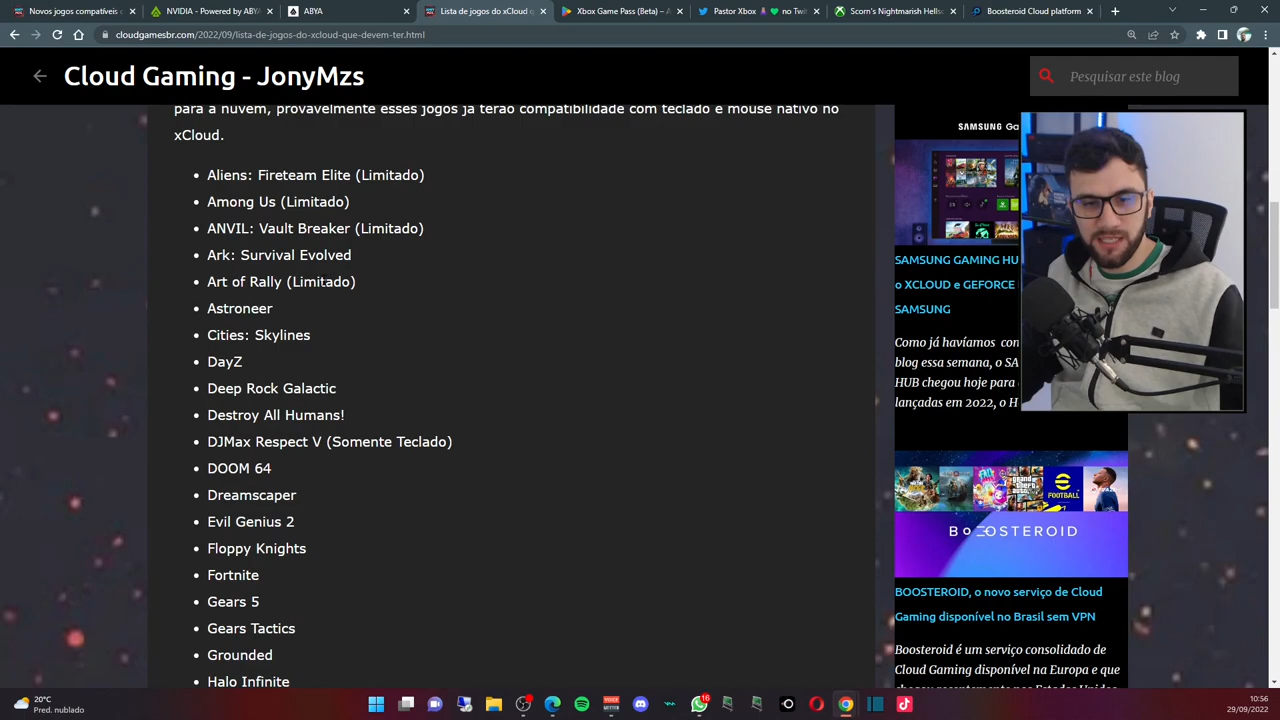 Novos jogos compatíveis c
NVIDIA - Powered by ABYA
ABYA
Lista de jogos do xCloud q
Xbox Game Pass (Beta) – A
Pastor Xbox no Twit
Scorn's Nightmarish Hellsc
Boosteroid Cloud platform
cloudgamesbr.com/2022/09/lista-de-jogos-do-xcloud-que-devem-ter.html
Cloud Gaming - JonyMzs
Pesquisar este blog
para a nuvem, provavelmente esses jogos já terão compatibilidade com teclado e mouse nativo no
xCloud.
• Aliens: Fireteam Elite (Limitado)
• Among Us (Limitado)
• ANVIL: Vault Breaker (Limitado)
• Ark: Survival Evolved
• Art of Rally (Limitado)
• Astroneer
• Cities: Skylines
• DayZ
• Deep Rock Galactic
• Destroy All Humans!
• DJMax Respect V (Somente Teclado)
• DOOM 64
• Dreamscaper
• Evil Genius 2
• Floppy Knights
• Fortnite
• Gears 5
• Gears Tactics
• Grounded
• Halo Infinite
SAMSUNG Ga
SAMSUNG GAMING HU
o XCLOUD e GEFORCE
SAMSUNG
Como já havíamos con
blog essa semana, o SA
HUB chegou hoje para
lançadas em 2022, o H
eFootball
BOOSTEROID
BOOSTEROID, o novo serviço de Cloud
Gaming disponível no Brasil sem VPN
Boosteroid é um serviço consolidado de
Cloud Gaming disponível na Europa e que
20°C
Pred. nublado
16
10:56
29/09/2022